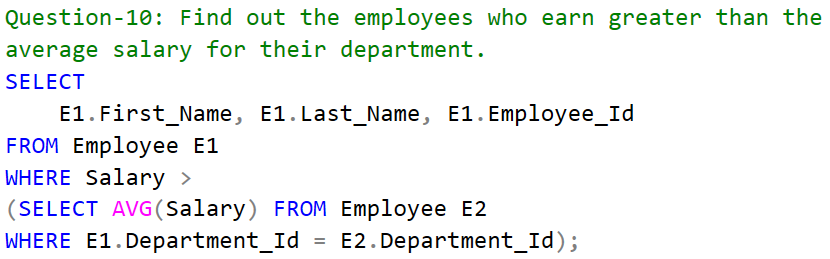 Question-10: Find out the employees who earn greater than the
average salary for their department.
SELECT
E1.First_Name, E1.Last_Name, E1.Employee_Id
FROM Employee E1
WHERE Salary >
(SELECT AVG(Salary) FROM Employee E2
WHERE E1.Department_Id = E2.Department_Id);